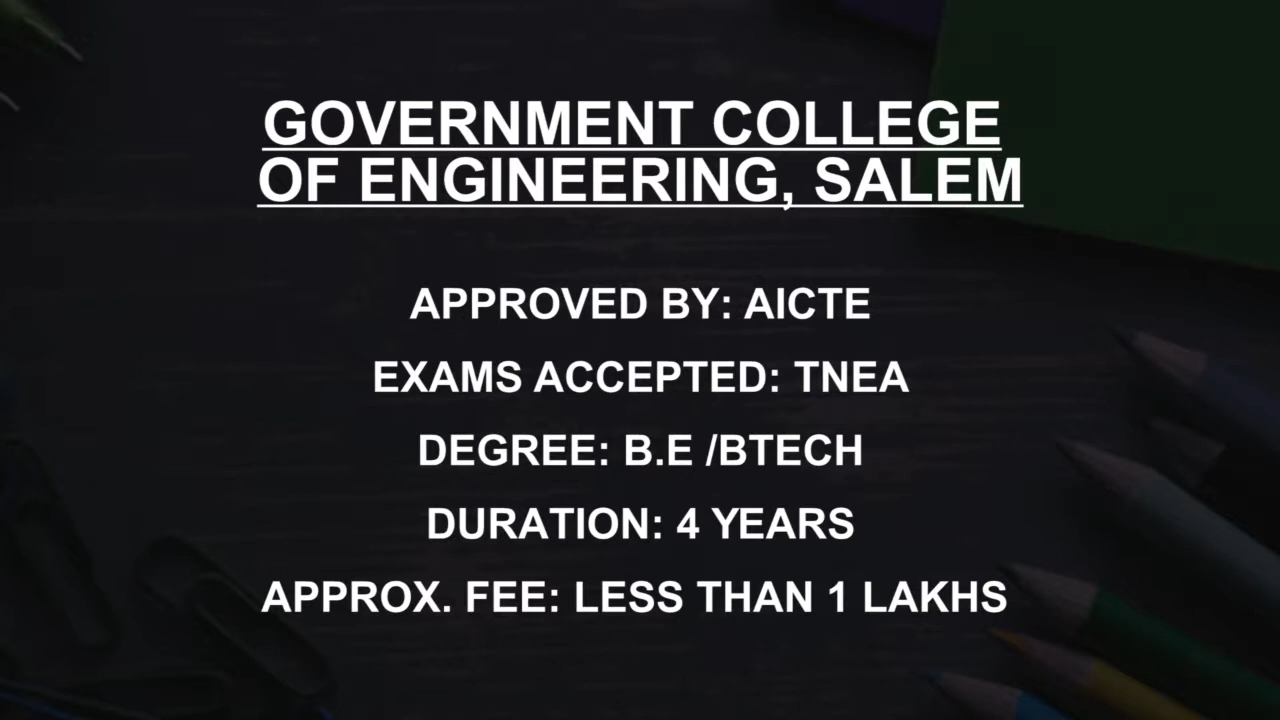 GOVERNMENT COLLEGE
OF ENGINEERING, SALEM
APPROVED BY: AICTE
EXAMS ACCEPTED: TNEA
DEGREE: B.E /BTECH
DURATION: 4 YEARS
APPROX. FEE: LESS THAN 1 LAKHS